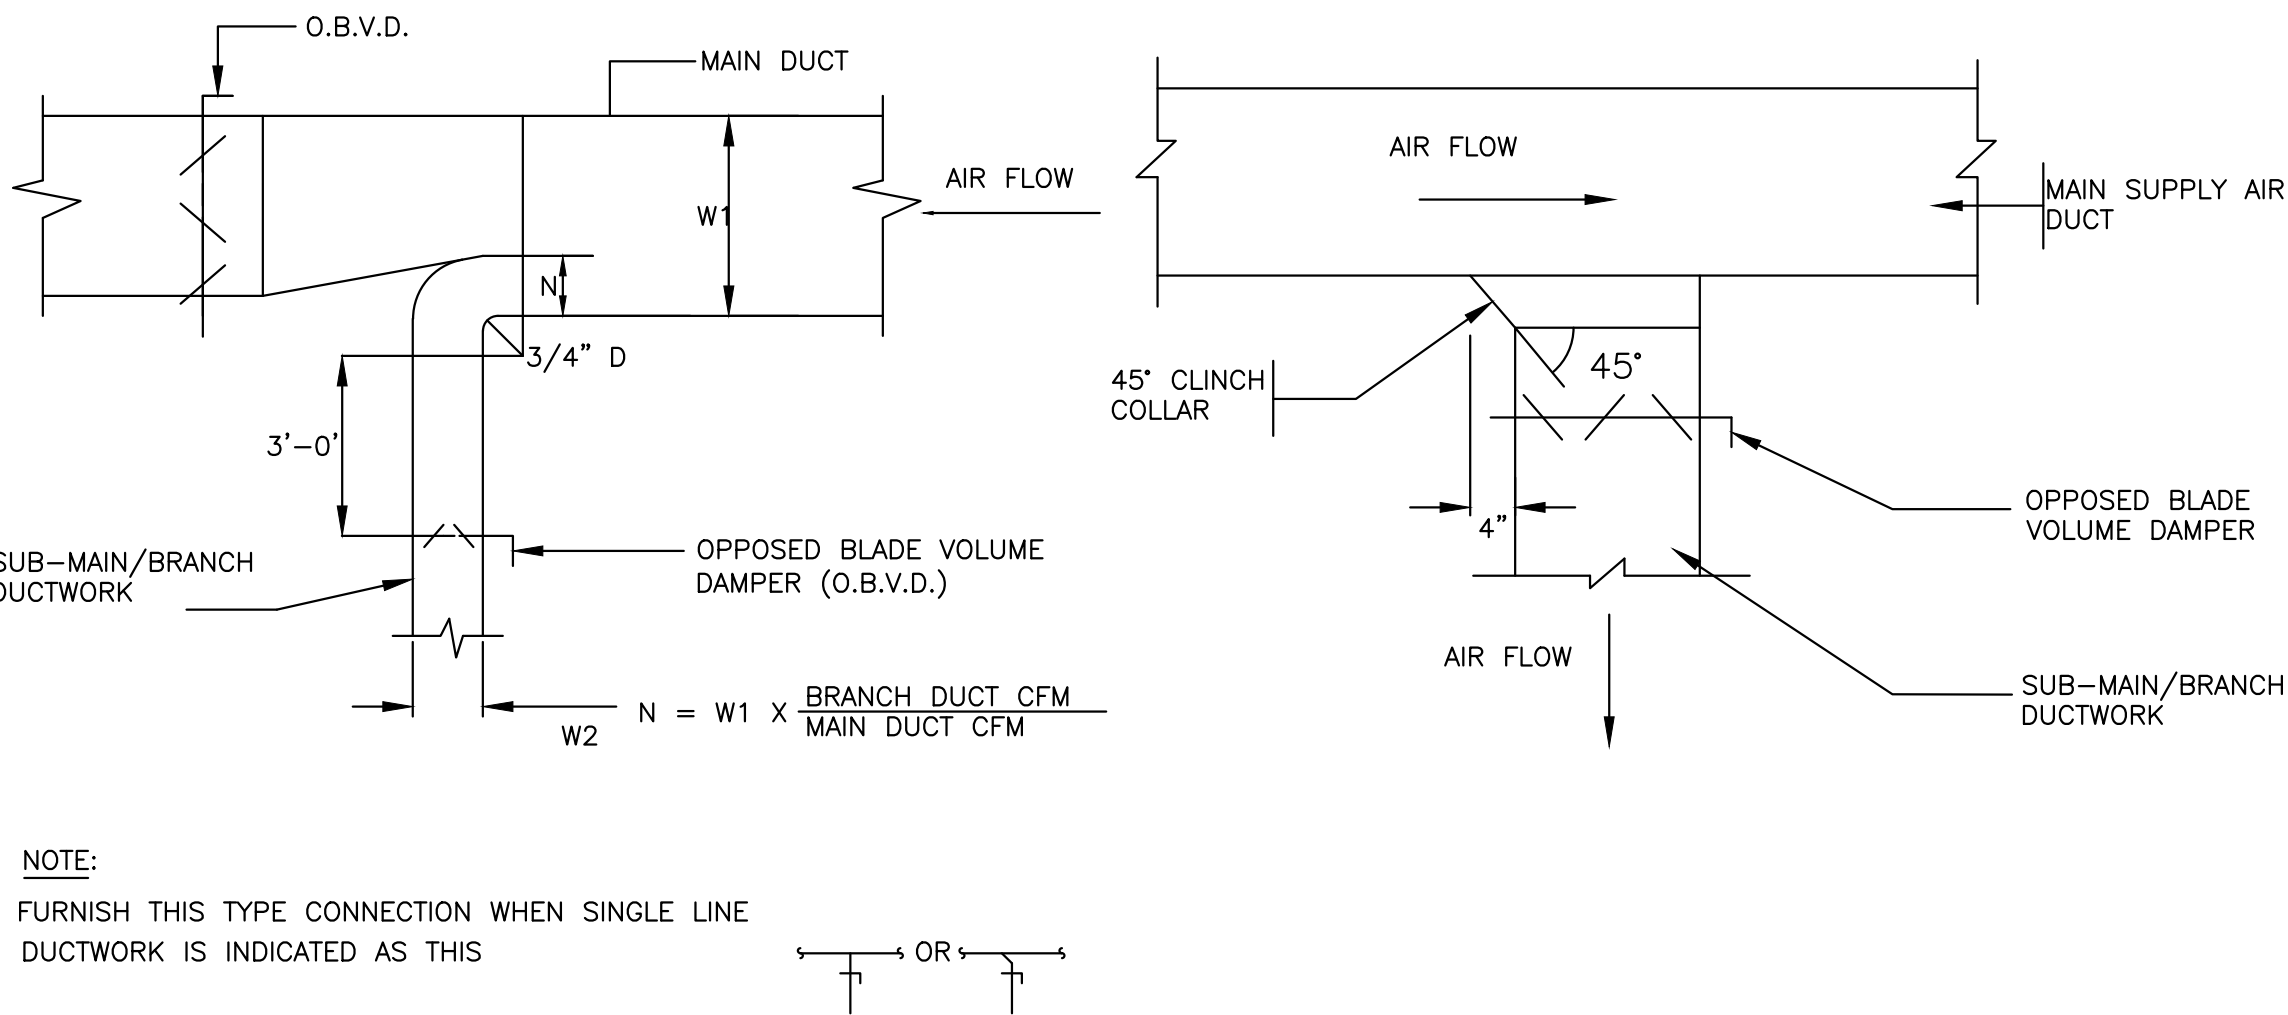 O.B.V.D.
MAIN DUCT
AIR FLOW
W1
N
3/4" D
3'-0'
SUB-MAIN/BRANCH
DUCTWORK
OPPOSED BLADE VOLUME
DAMPER (O.B.V.D.)
W2
N = W1 X BRANCH DUCT CFM
MAIN DUCT CFM
AIR FLOW
MAIN SUPPLY AIR
DUCT
45° CLINCH
COLLAR
45°
4"
OPPOSED BLADE
VOLUME DAMPER
AIR FLOW
SUB-MAIN/BRANCH
DUCTWORK
NOTE:
FURNISH THIS TYPE CONNECTION WHEN SINGLE LINE
DUCTWORK IS INDICATED AS THIS
OR